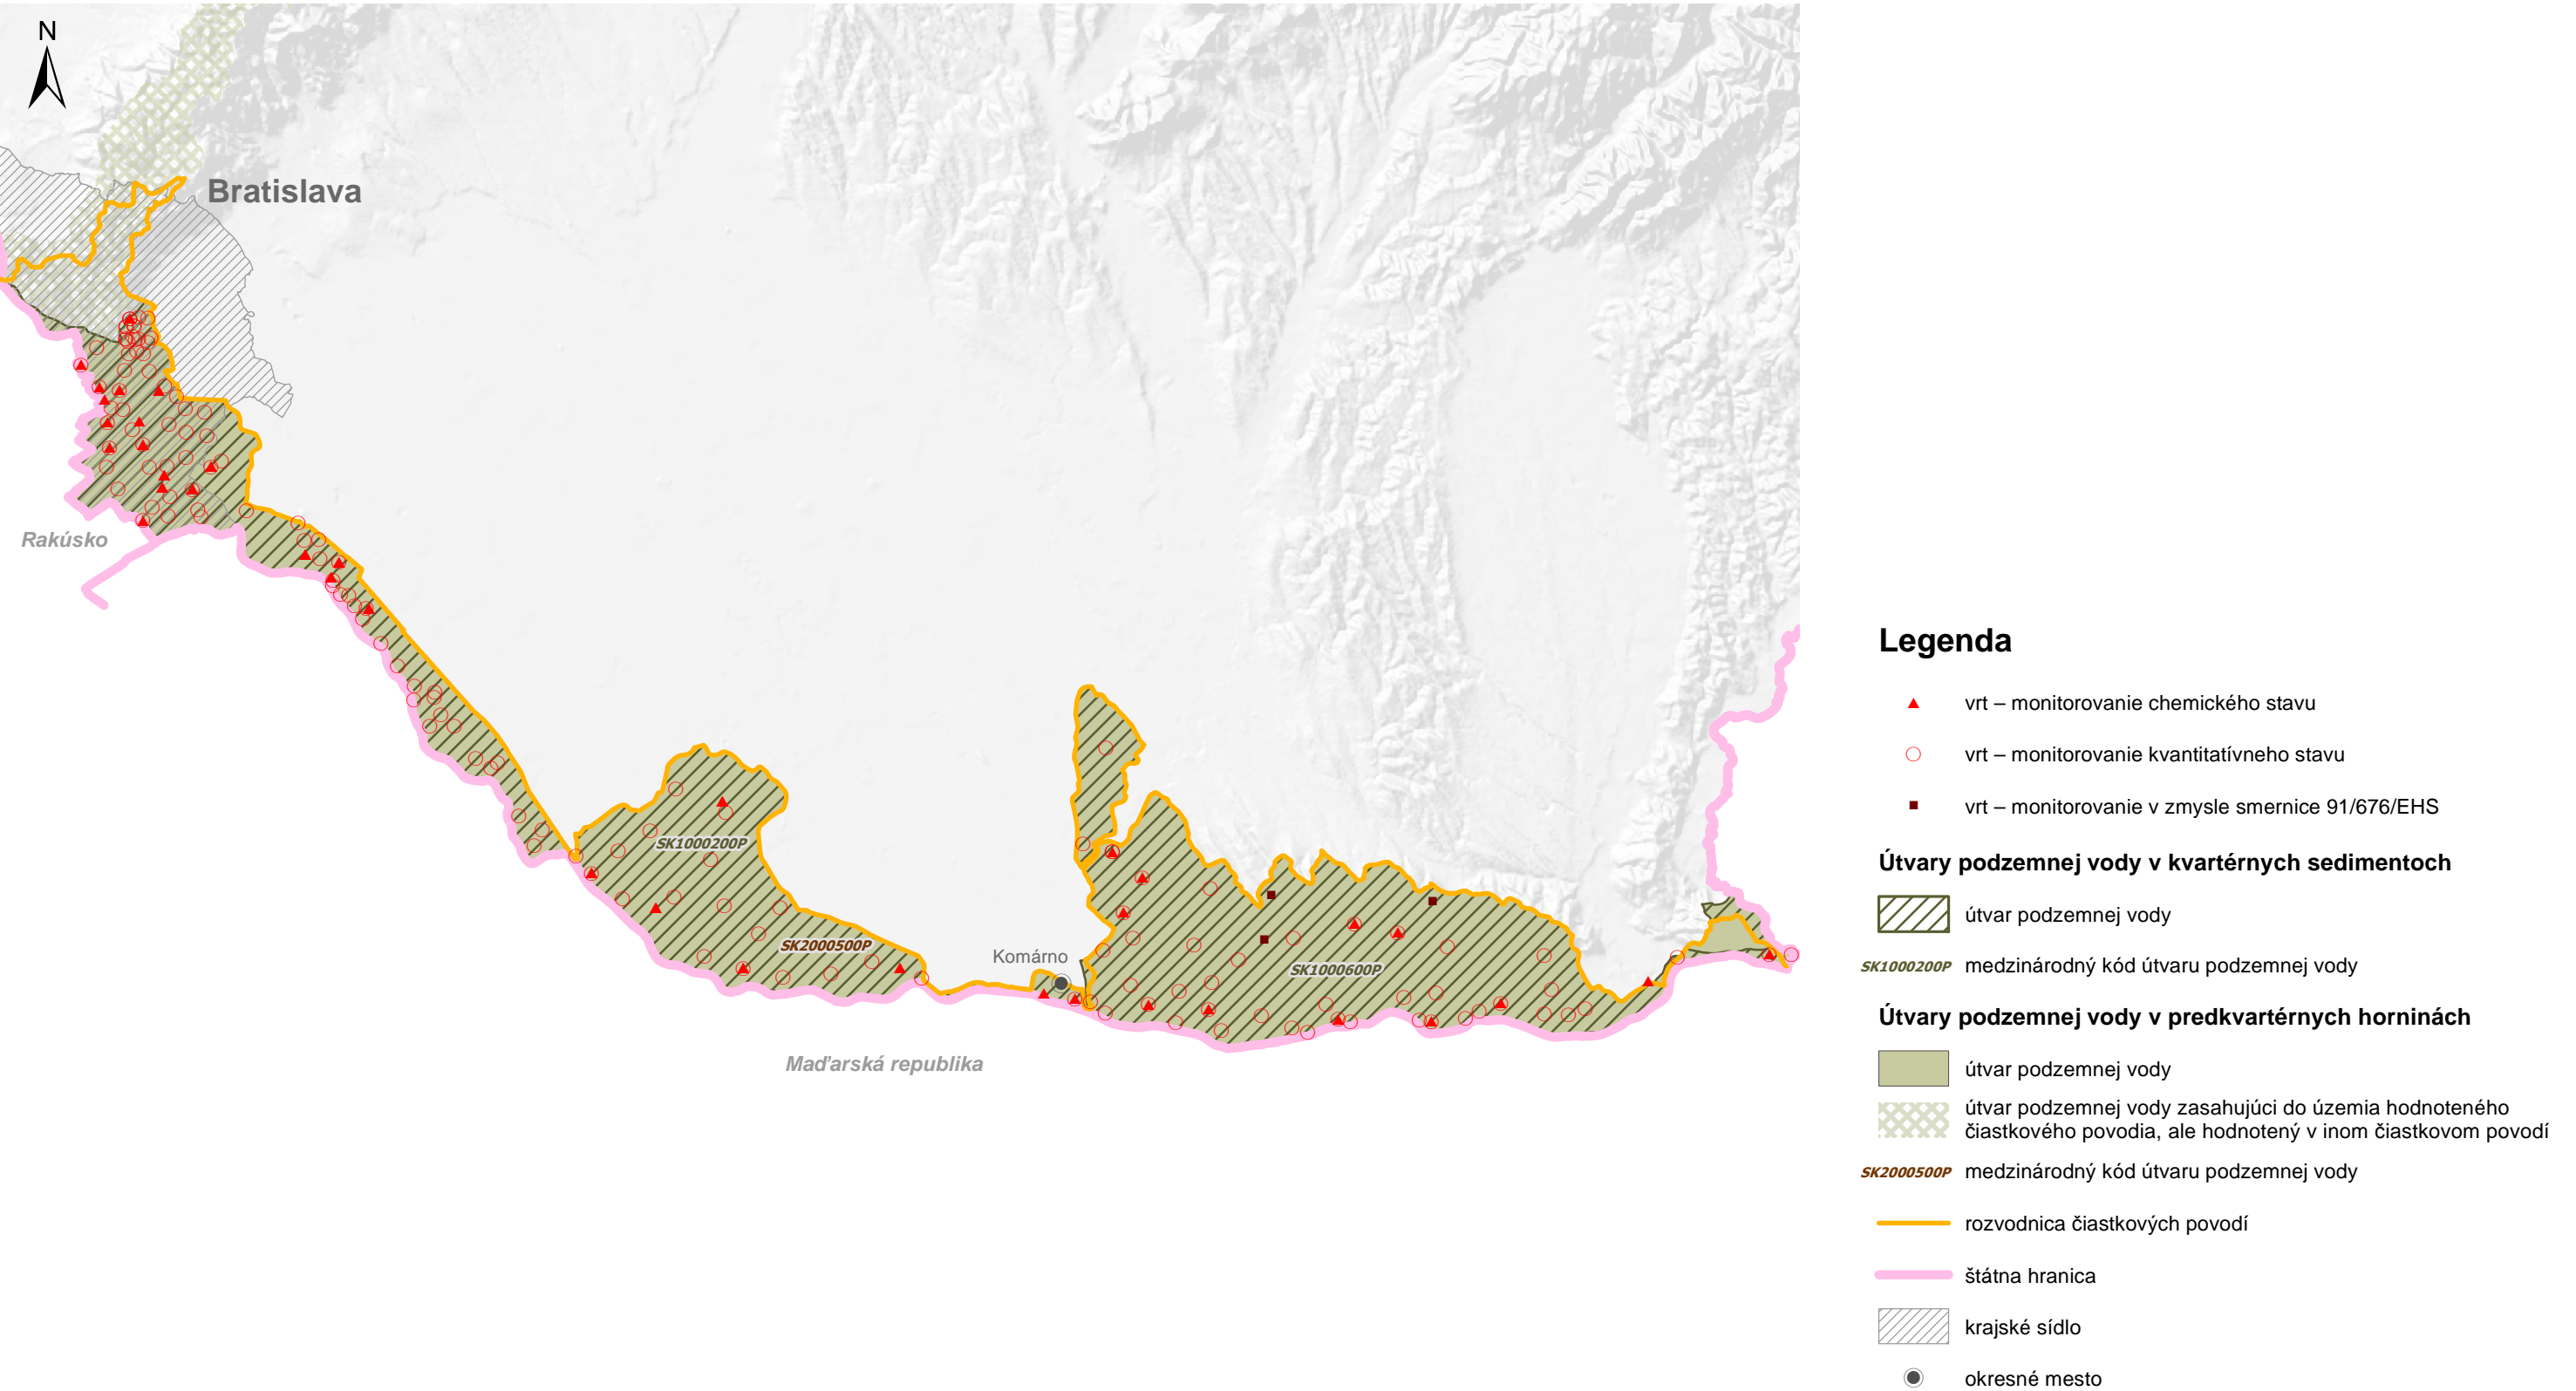 N
Bratislava
Rakúsko
SK1000200P
SK2000500P
Komárno
SK1000600P
Maďarská republika
Legenda
vrt – monitorovanie chemického stavu
vrt – monitorovanie kvantitatívneho stavu
vrt – monitorovanie v zmysle smernice 91/676/EHS
Útvary podzemnej vody v kvartérnych sedimentoch
útvar podzemnej vody
SK1000200P medzinárodný kód útvaru podzemnej vody
Útvary podzemnej vody v predkvartérnych horninách
útvar podzemnej vody
útvar podzemnej vody zasahujúci do územia hodnoteného
čiastkového povodia, ale hodnotený v inom čiastkovom povodí
SK2000500P medzinárodný kód útvaru podzemnej vody
rozvodnica čiastkových povodí
štátna hranica
krajské sídlo
okresné mesto